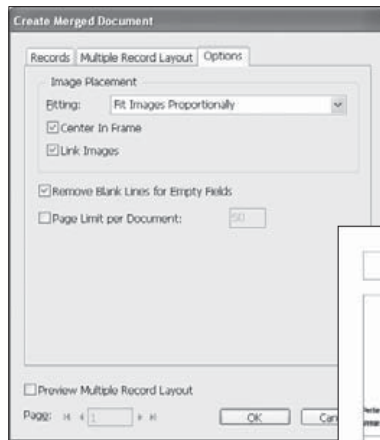 Create Merged Document
Records Multiple Record Layout Options
Image Placement
Fitting: Fit Images Proportionally
Center In Frame
Link Images
Remove Blank Lines for Empty Fields
Page Limit per Document: 50
Preview Multiple Record Layout
Page: 1 OK Can